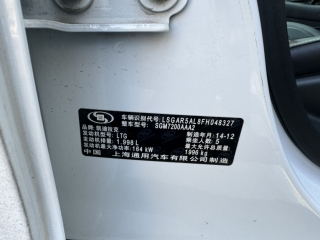 车辆识别代号:LSGAR5AL8FH048327
整车型号: SGM7200AAA2
品牌: 凯迪拉克
发动机型号: LTG 制造年月: 14-12
发动机排量: 1.998 L 乘坐人数: 5
发动机最大净功率: 164 kW 最大允许总质量: 1996 kg
中国 上海通用汽车有限公司制造